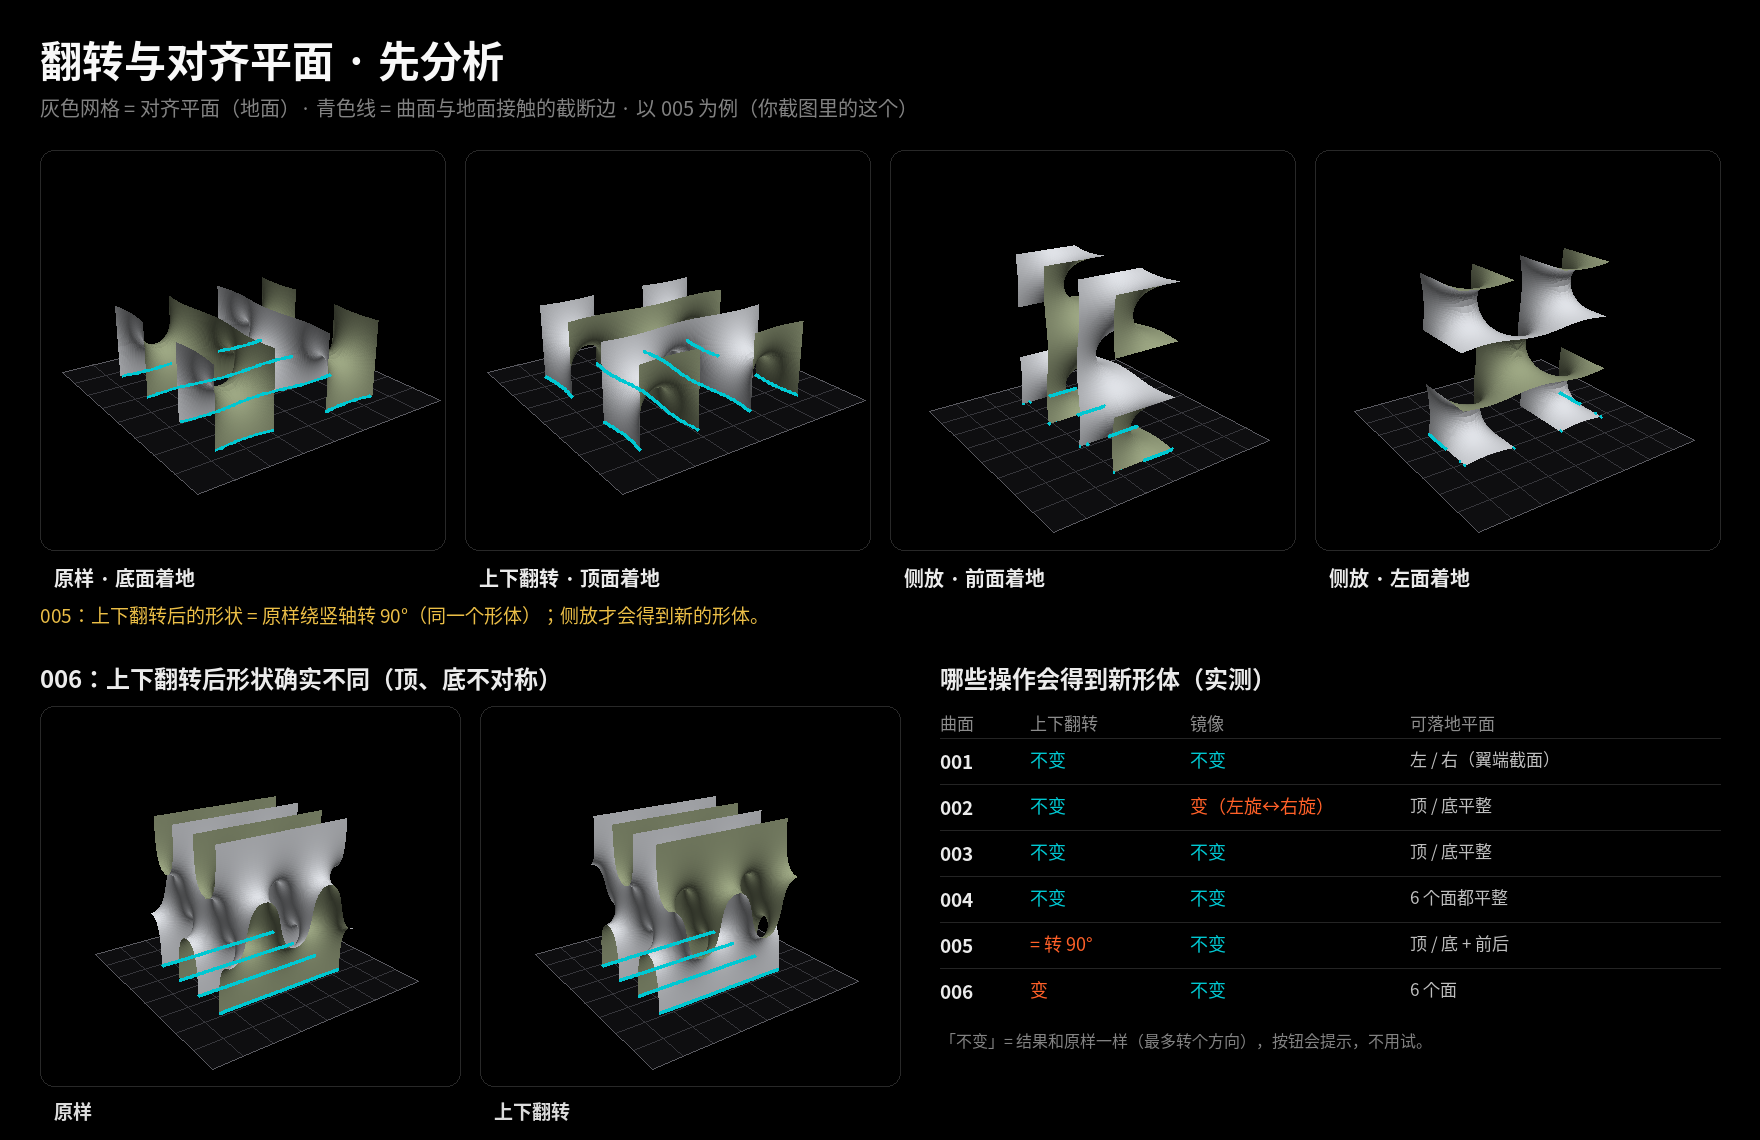 翻转与对齐平面 · 先分析
灰色网格 = 对齐平面（地面）· 青色线 = 曲面与地面接触的截断边 · 以 005 为例（你截图里的这个）
原样 · 底面着地
上下翻转 · 顶面着地
侧放 · 前面着地
侧放 · 左面着地
005：上下翻转后的形状 = 原样绕竖轴转 90°（同一个形体）；侧放才会得到新的形体。
006：上下翻转后形状确实不同（顶、底不对称）
原样
上下翻转
哪些操作会得到新形体（实测）
曲面 上下翻转 镜像 可落地平面
001 不变 不变 左 / 右（翼端截面）
002 不变 变（左旋↔右旋） 顶 / 底平整
003 不变 不变 顶 / 底平整
004 不变 不变 6 个面都平整
005 = 转 90° 不变 顶 / 底 + 前后
006 变 不变 6 个面
「不变」= 结果和原样一样（最多转个方向），按钮会提示，不用试。